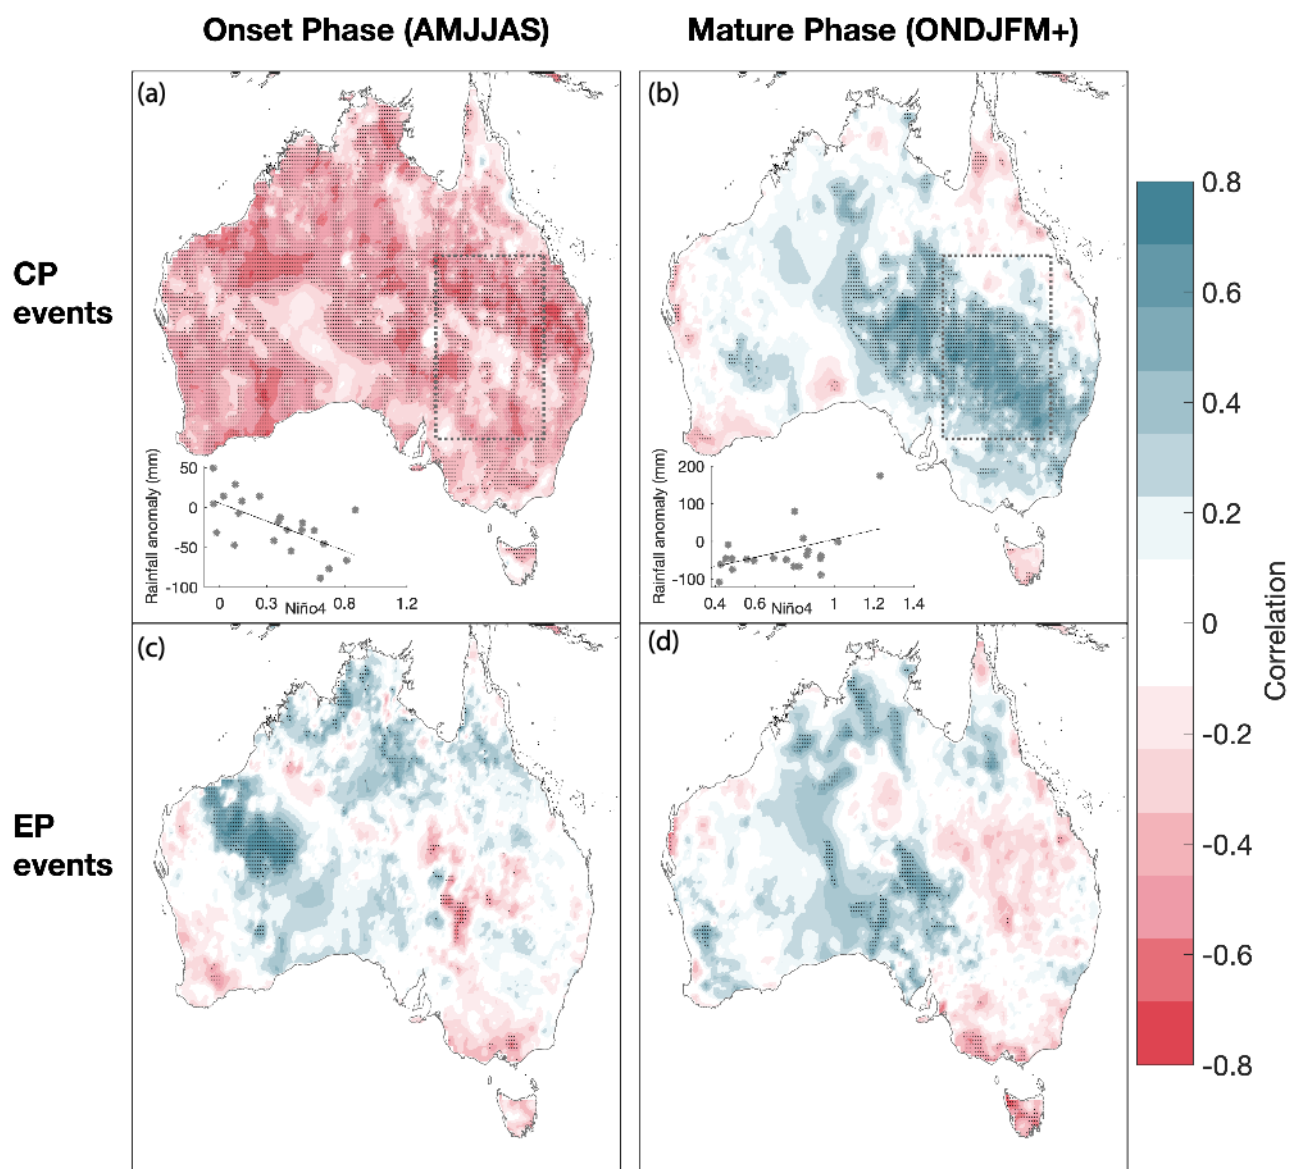 Onset Phase (AMJJAS)
Mature Phase (ONDJFM+)
CP
events
EP
events
(a)
(b)
(c)
(d)
Rainfall anomaly (mm)
50
0
-50
-100
0
0.3
Niño4
0.8
1.2
Rainfall anomaly (mm)
200
100
0
-100
0.4
0.6
Niño4
1
1.2
1.4
0.8
0.6
0.4
0.2
0
-0.2
-0.4
-0.6
-0.8
Correlation